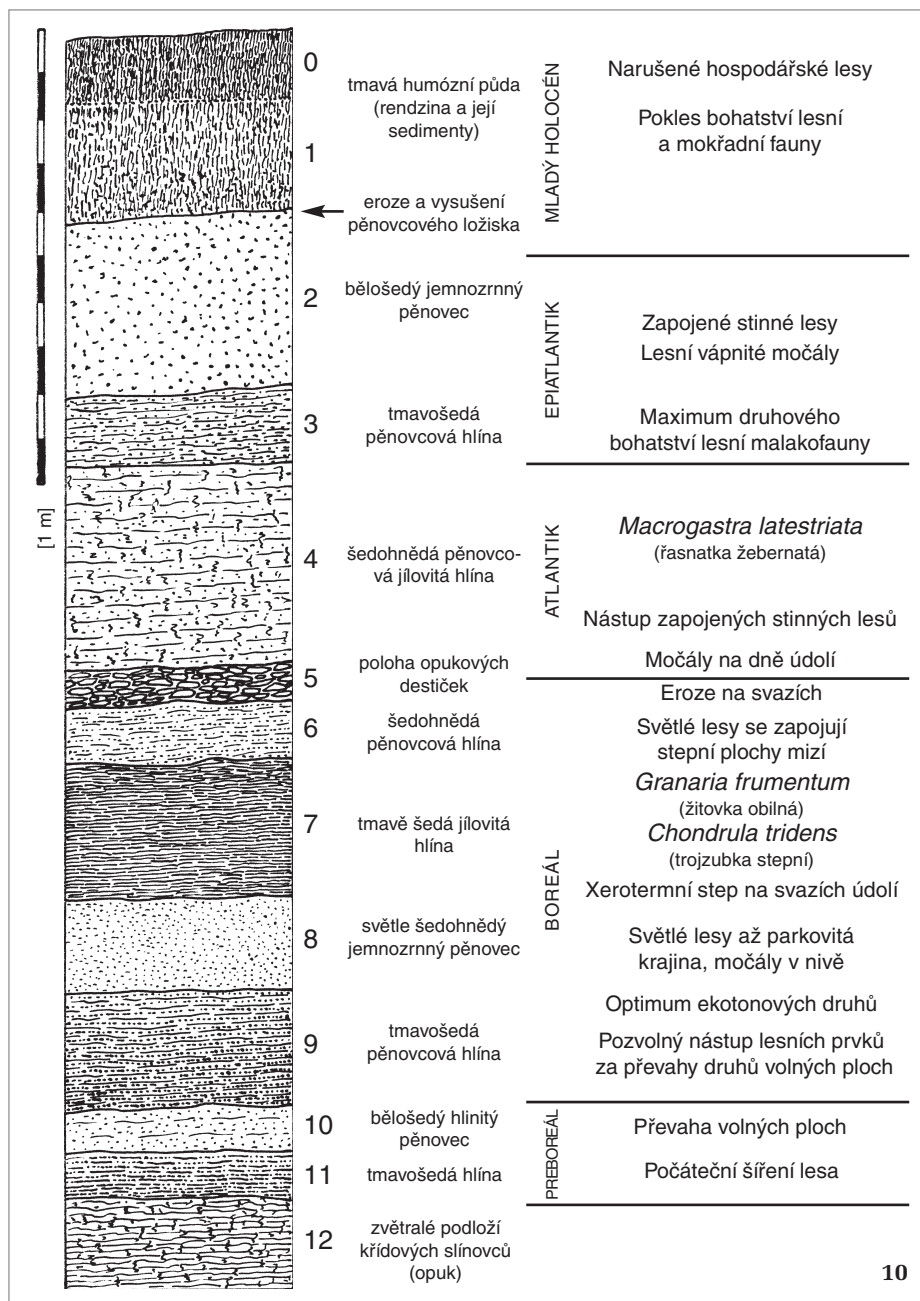 0
tmavá humózní půda
(rendzina a její
sedimenty)
1
eroze a vysušení
pěnovcového ložiska
MLADÝ HOLOCÉN
Narušené hospodářské lesy
Pokles bohatství lesní
a mokřadní fauny
2
bělošedý jemnozrnný
pěnovec
3
tmavošedá
pěnovcová hlína
EPIATLANTIK
Zapojené stinné lesy
Lesní vápnité močály
Maximum druhového
bohatství lesní malakofauny
[1 m]
4
šedohnědá pěnovco-
vá jílovitá hlína
ATLANTIK
Macrogastra latestriata
(řasnatka žebernatá)
Nástup zapojených stinných lesů
Močály na dně údolí
5
poloha opukových
destiček
6
šedohnědá
pěnovcová hlína
7
tmavě šedá jílovitá
hlína
8
světle šedohnědý
jemnozrnný pěnovec
9
tmavošedá
pěnovcová hlína
BOREÁL
Eroze na svazích
Světlé lesy se zapojují
stepní plochy mizí
Granaria frumentum
(žitovka obilná)
Chondrula tridens
(trojzubka stepní)
Xerotermní step na svazích údolí
Světlé lesy až parkovitá
krajina, močály v nivě
Optimum ekotonových druhů
Pozvolný nástup lesních prvků
za převahy druhů volných ploch
10
bělošedý hlinitý
pěnovec
11
tmavošedá hlína
PREBOREÁL
Převaha volných ploch
Počáteční šíření lesa
12
zvětralé podloží
křídových slínovců
(opuk)
10